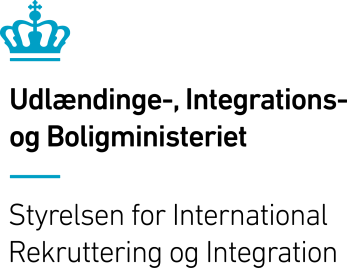 Udlændinge-, Integrations-
og Boligministeriet
Styrelsen for International
Rekruttering og Integration